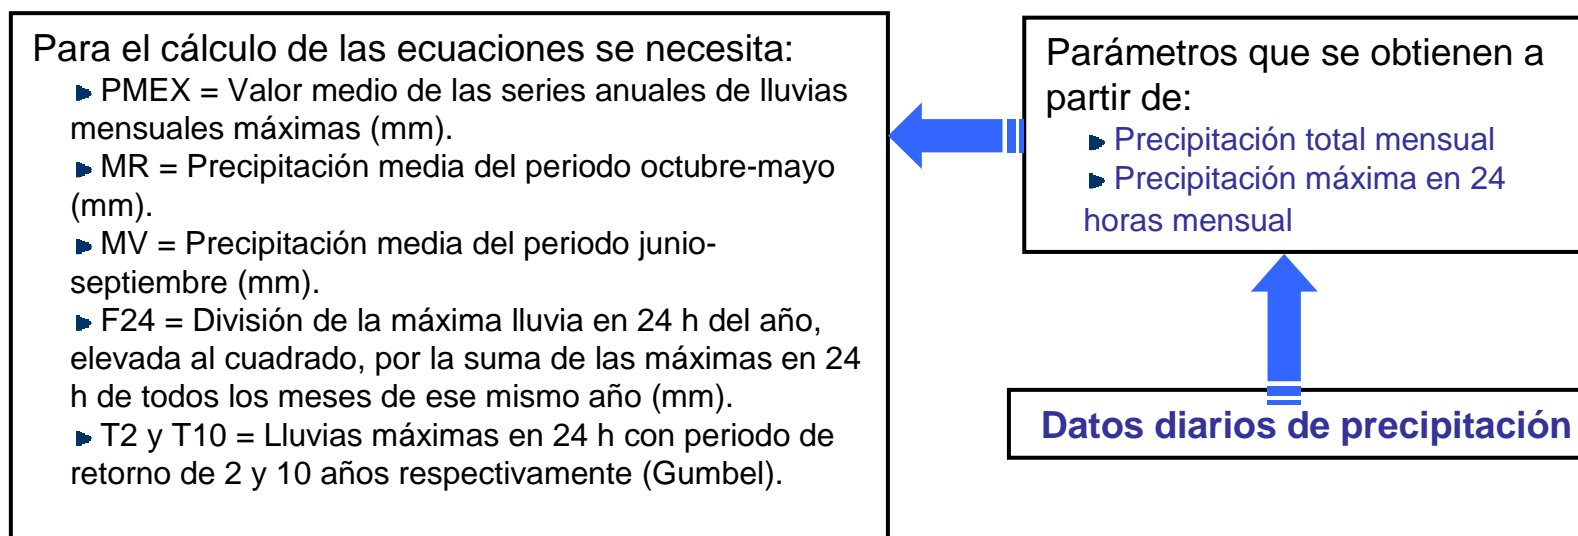 Para el cálculo de las ecuaciones se necesita:
PMEX = Valor medio de las series anuales de lluvias
mensuales máximas (mm).
MR = Precipitación media del periodo octubre-mayo
(mm).
MV = Precipitación media del periodo junio-
septiembre (mm).
F24 = División de la máxima lluvia en 24 h del año,
elevada al cuadrado, por la suma de las máximas en 24
h de todos los meses de ese mismo año (mm).
T2 y T10 = Lluvias máximas en 24 h con periodo de
retorno de 2 y 10 años respectivamente (Gumbel).
Parámetros que se obtienen a
partir de:
Precipitación total mensual
Precipitación máxima en 24
horas mensual
Datos diarios de precipitación